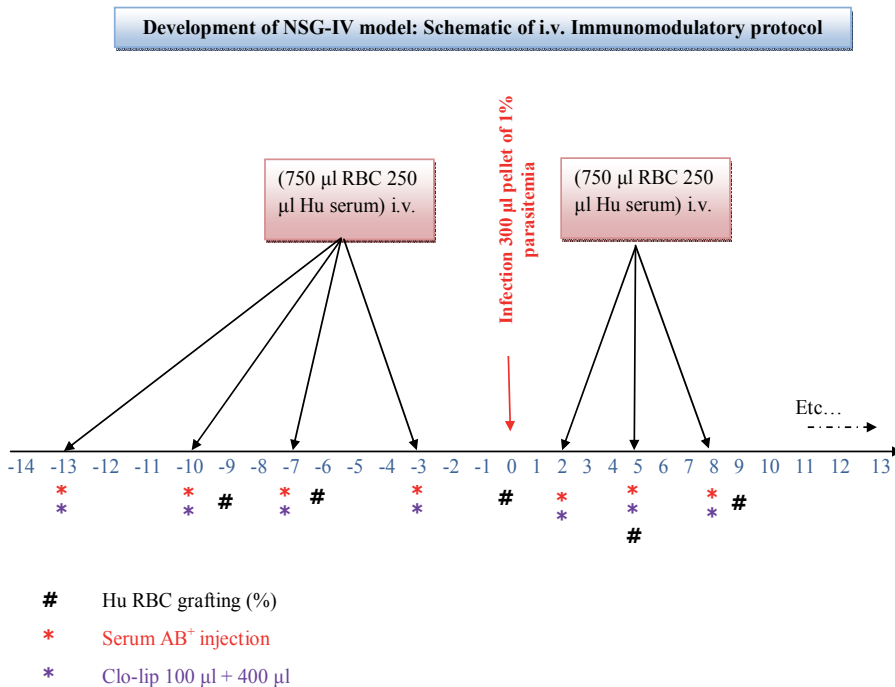 Development of NSG-IV model: Schematic of i.v. Immunomodulatory protocol
Infection 300 µl pellet of 1%
parasitemia
(750 µl RBC 250
µl Hu serum) i.v.
(750 µl RBC 250
µl Hu serum) i.v.
Etc…
-14 -13 -12 -11 -10 -9 -8 -7 -6 -5 -4 -3 -2 -1 0 1 2 3 4 5 6 7 8 9 10 11 12 13
* * # * # * # * * * #
* * * * * * *
#
# Hu RBC grafting (%)
* Serum AB⁺ injection
* Clo-lip 100 µl + 400 µl